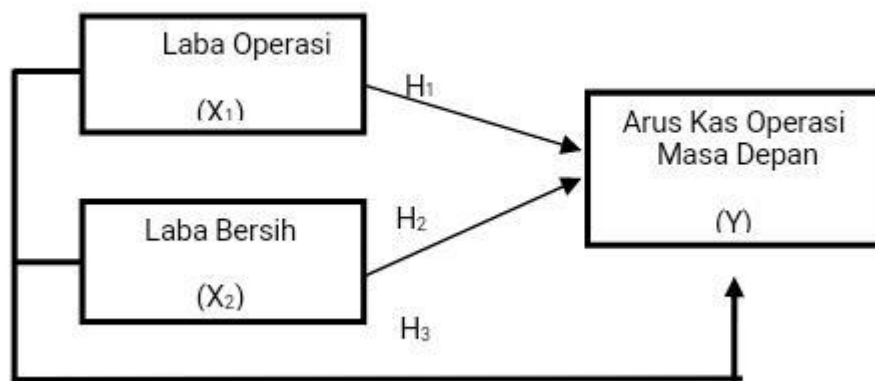 Laba Operasi
(X₁)
H₁
Laba Bersih
(X₂)
H₂
H₃
Arus Kas Operasi
Masa Depan
(Y)